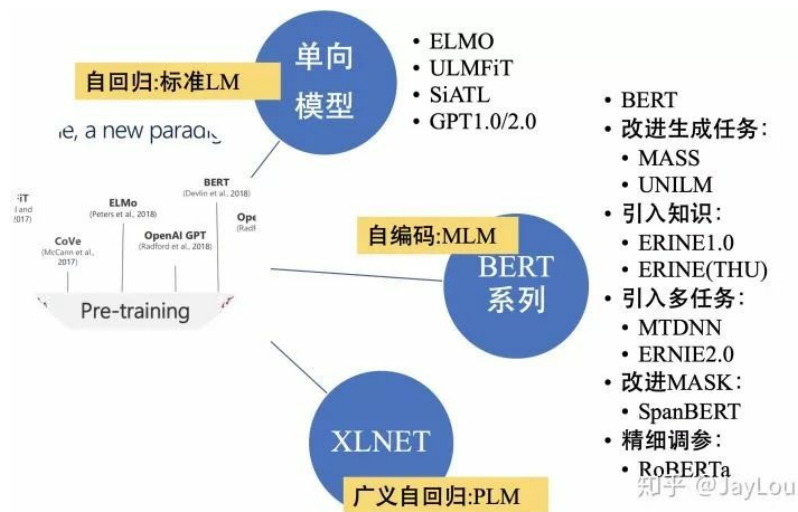 单向
模型
自回归:标准LM
• ELMO
• ULMFiT
• SiATL
• GPT1.0/2.0
a new
BERT
(Devlin et al., 2018)
ELMo
(Peters et al., 2018)
OpenAI GPT
(Radford et al., 2018)
CoVe
(McCann et al.,
2017)
Pre-training
自编码:MLM
BERT
系列
XLNET
广义自回归:PLM
• BERT
• 改进生成任务:
• MASS
• UNILM
• 引入知识:
• ERINE1.0
• ERINE(THU)
• 引入多任务:
• MTDNN
• ERNIE2.0
• 改进MASK:
• SpanBERT
• 精细调参:
• RoBERTa
知乎 @JayLou